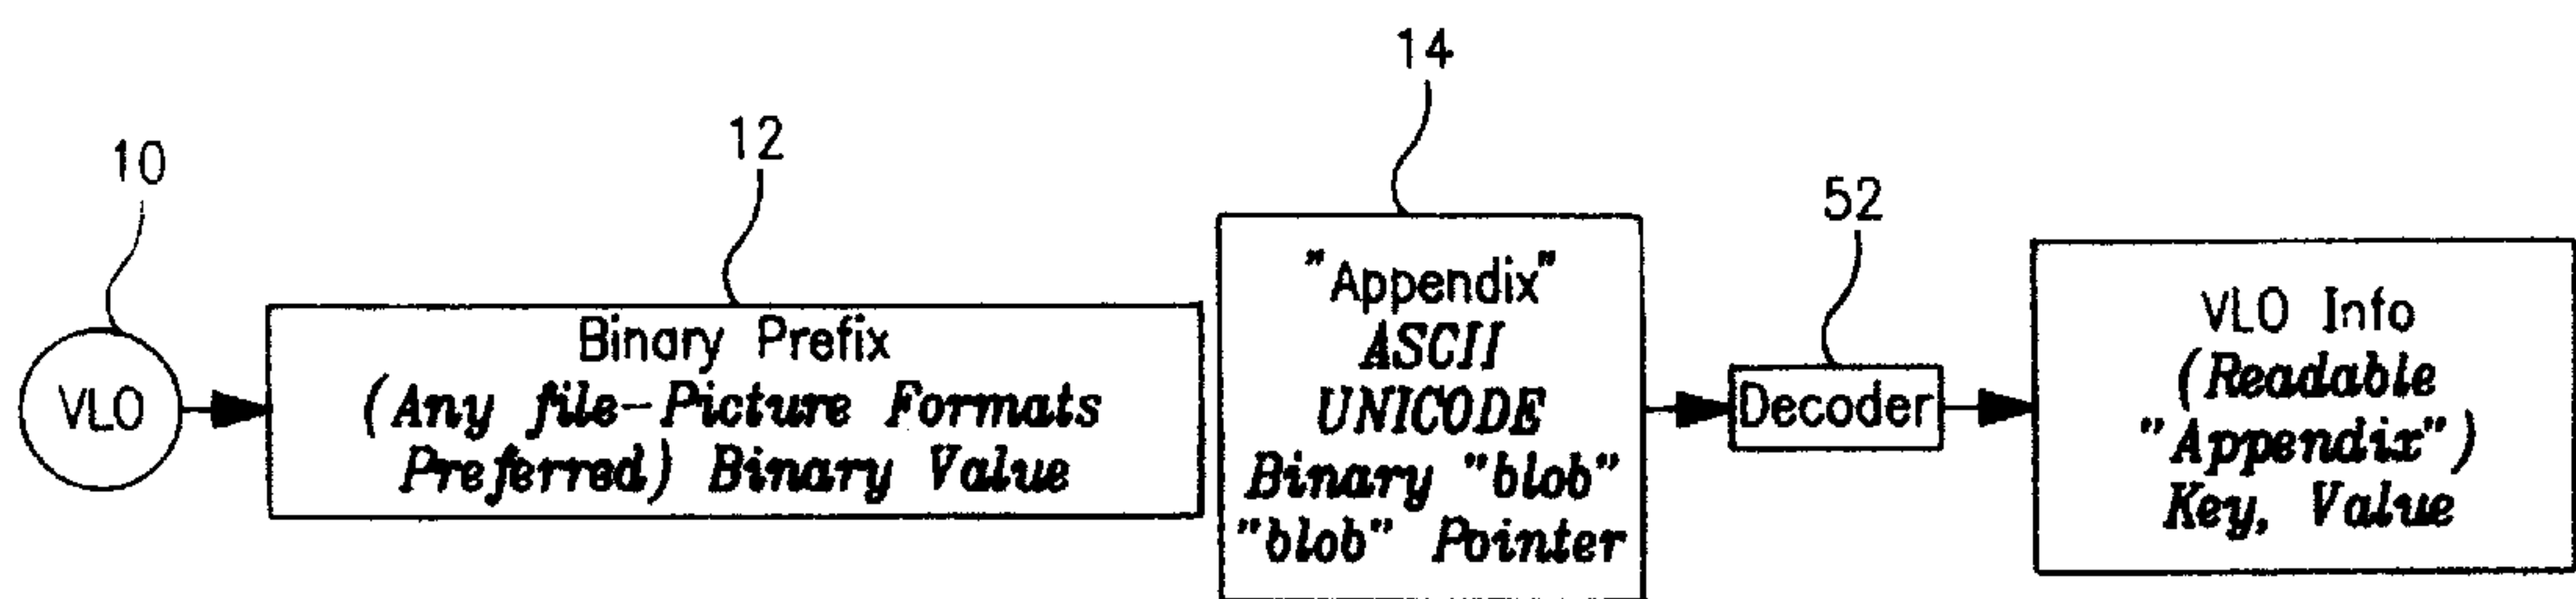 14
12
10
52
VLO
Binary Prefix
(Any file-Picture Formats
Preferred) Binary Value
"Appendix"
ASCII
UNICODE
Binary "blob"
"blob" Pointer
Decoder
VLO Info
(Readable
"Appendix")
Key, Value